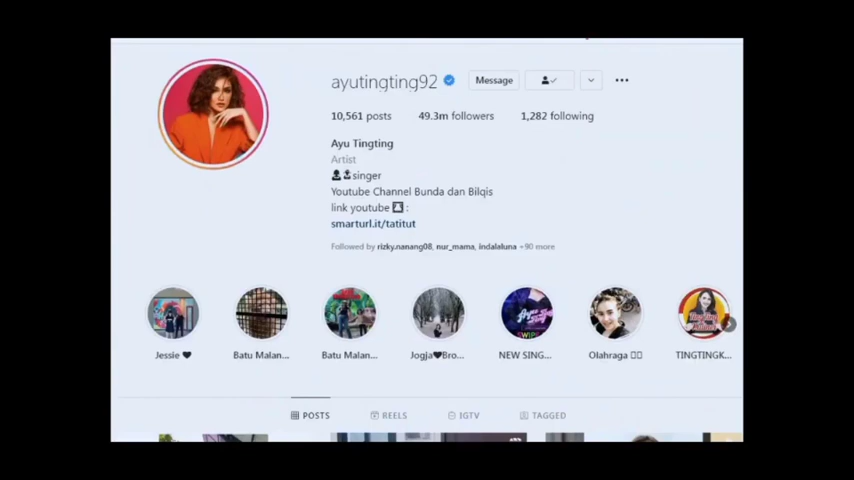 ayutingting92
Message
10,561 posts 49.3m followers 1,282 following
Ayu Tingting
Artist
singer
Youtube Channel Bunda dan Bilqis
link youtube :
smarturl.it/tatitut
Followed by rizky.nanang08, nur_mama, indalaluna +90 more
Jessie 🖤 Batu Malan... Batu Malan... Jogja🖤Bro... NEW SING... Olahraga TINGTINGK...
POSTS REELS IGTV TAGGED